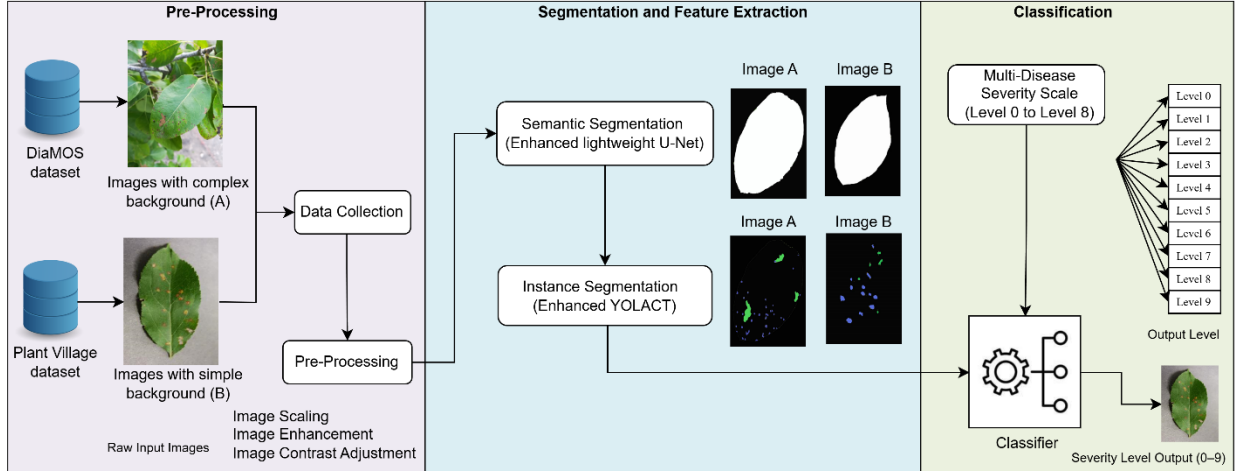 Pre-Processing
DiaMOS
dataset
Images with complex
background (A)
Data Collection
Plant Village
dataset
Images with simple
background (B)
Pre-Processing
Raw Input Images
Image Scaling
Image Enhancement
Image Contrast Adjustment
Segmentation and Feature Extraction
Semantic Segmentation
(Enhanced lightweight U-Net)
Image A
Image B
Instance Segmentation
(Enhanced YOLACT)
Image A
Image B
Classification
Multi-Disease
Severity Scale
(Level 0 to Level 8)
Level 0
Level 1
Level 2
Level 3
Level 4
Level 5
Level 6
Level 7
Level 8
Level 9
Output Level
Classifier
Severity Level Output (0–9)